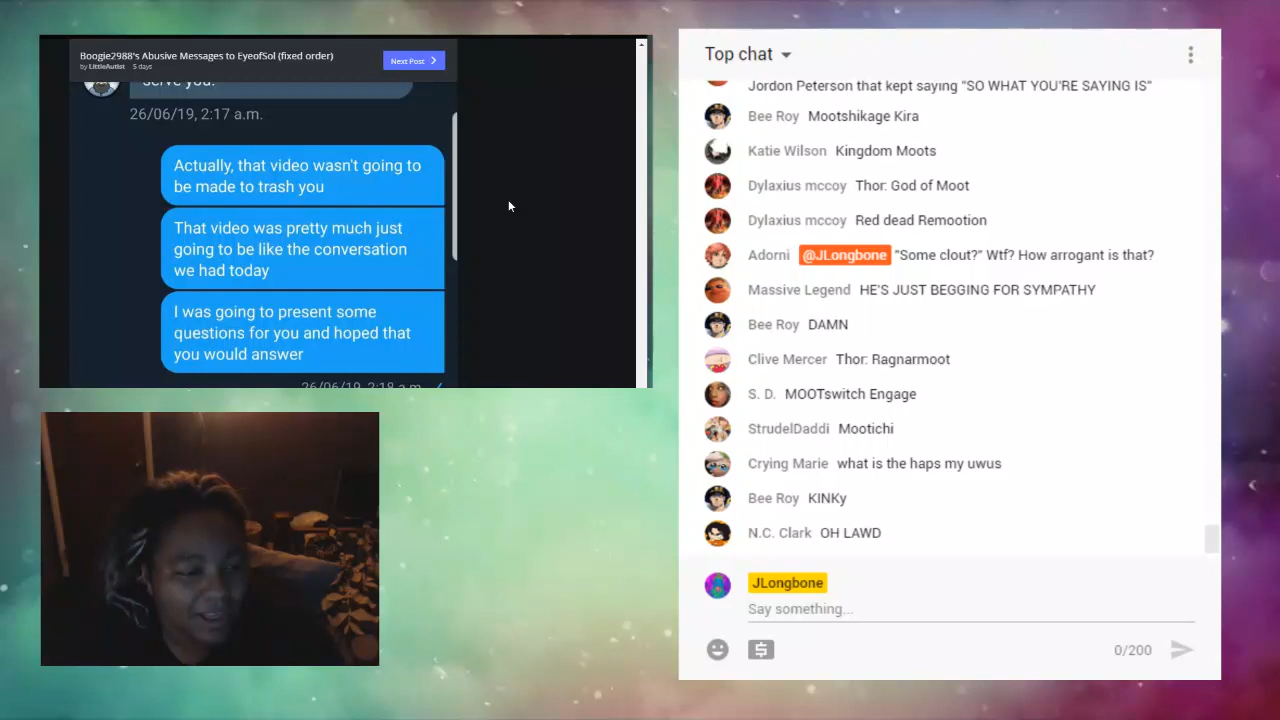 Boogie2988's Abusive Messages to EyeofSol (fixed order)
by LittleAutist 5 days
Next Post
serve you.
26/06/19, 2:17 a.m.
Actually, that video wasn't going to
be made to trash you
That video was pretty much just
going to be like the conversation
we had today
I was going to present some
questions for you and hoped that
you would answer
26/06/19, 2:18 a.m.
Top chat
Jordon Peterson that kept saying "SO WHAT YOU'RE SAYING IS"
Bee Roy Mootshikage Kira
Katie Wilson Kingdom Moots
Dylaxius mccoy Thor: God of Moot
Dylaxius mccoy Red dead Remootion
Adorni @JLongbone "Some clout?" Wtf? How arrogant is that?
Massive Legend HE'S JUST BEGGING FOR SYMPATHY
Bee Roy DAMN
Clive Mercer Thor: Ragnarmoot
S. D. MOOTswitch Engage
StrudelDaddi Mootichi
Crying Marie what is the haps my uwus
Bee Roy KINKy
N.C. Clark OH LAWD
JLongbone
Say something...
0/200